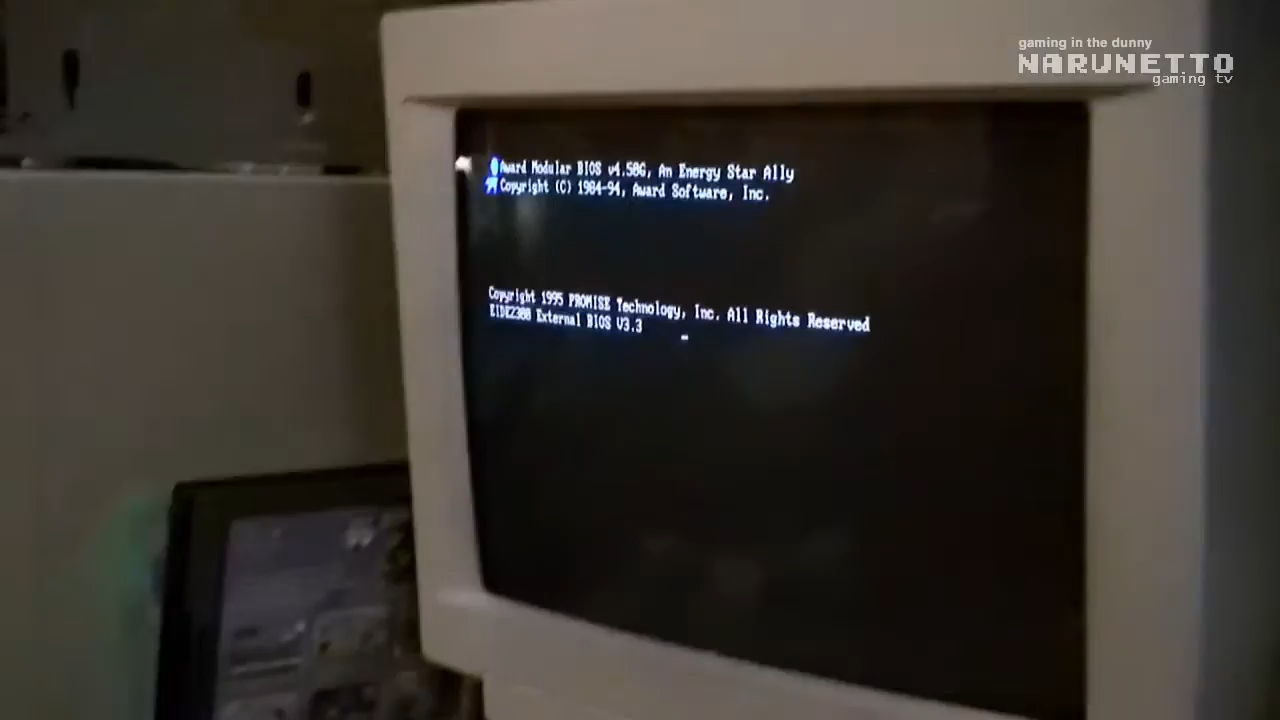 gaming in the dunny
NARUNETTO
gaming tv
Award Modular BIOS v4.50G, An Energy Star Ally
Copyright (C) 1984-94, Award Software, Inc.
Copyright 1995 PROMISE Technology, Inc. All Rights Reserved
EIDE2300 External BIOS V3.3